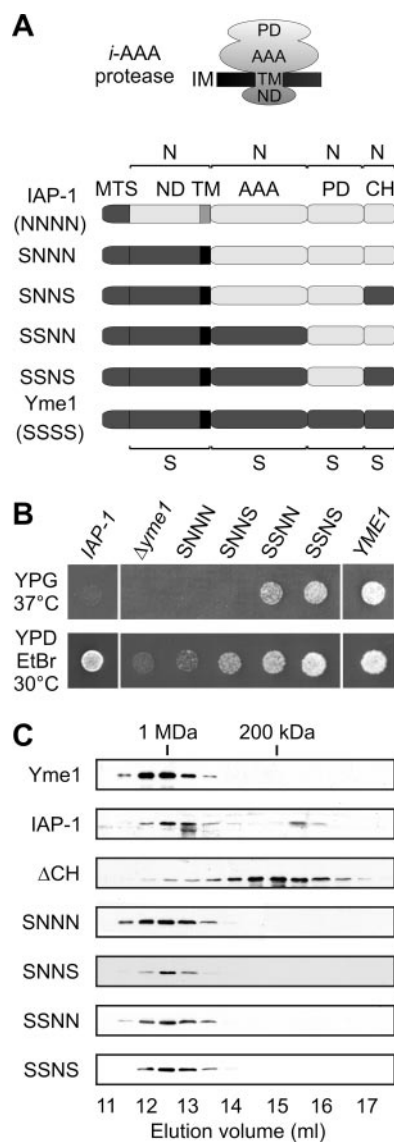 A
i-AAA
protease
PD
AAA
IM
TM
ND
N N N N
MTS ND TM AAA PD CH
IAP-1
(NNNN)
SNNN
SNNS
SSNN
SSNS
Yme1
(SSSS)
S S S S
B
IAP-1 Δyme1 SNNN SNNS SSNN SSNS YME1
YPG
37°C
YPD
EtBr
30°C
C
1 MDa 200 kDa
Yme1
IAP-1
ΔCH
SNNN
SNNS
SSNN
SSNS
11 12 13 14 15 16 17
Elution volume (ml)